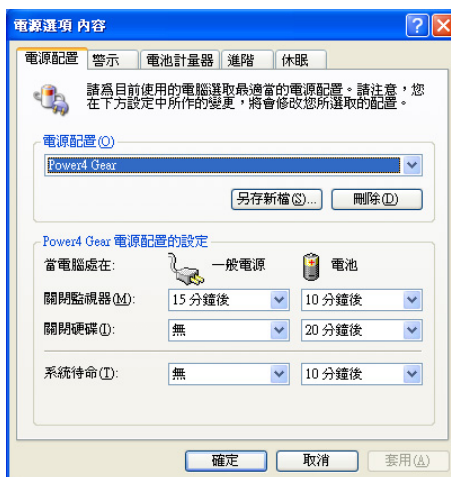 電源選項 內容
電源配置 警示 電池計量器 進階 休眠
請爲目前使用的電腦選取最適當的電源配置。請注意，您
在下方設定中所作的變更，將會修改您所選取的配置。
電源配置(O)
Power4 Gear
另存新檔(S)... 刪除(D)
Power4 Gear 電源配置的設定
當電腦處在: 一般電源 電池
關閉監視器(M): 15 分鐘後 10 分鐘後
關閉硬碟(I): 無 20 分鐘後
系統待命(T): 無 10 分鐘後
確定 取消 套用(A)